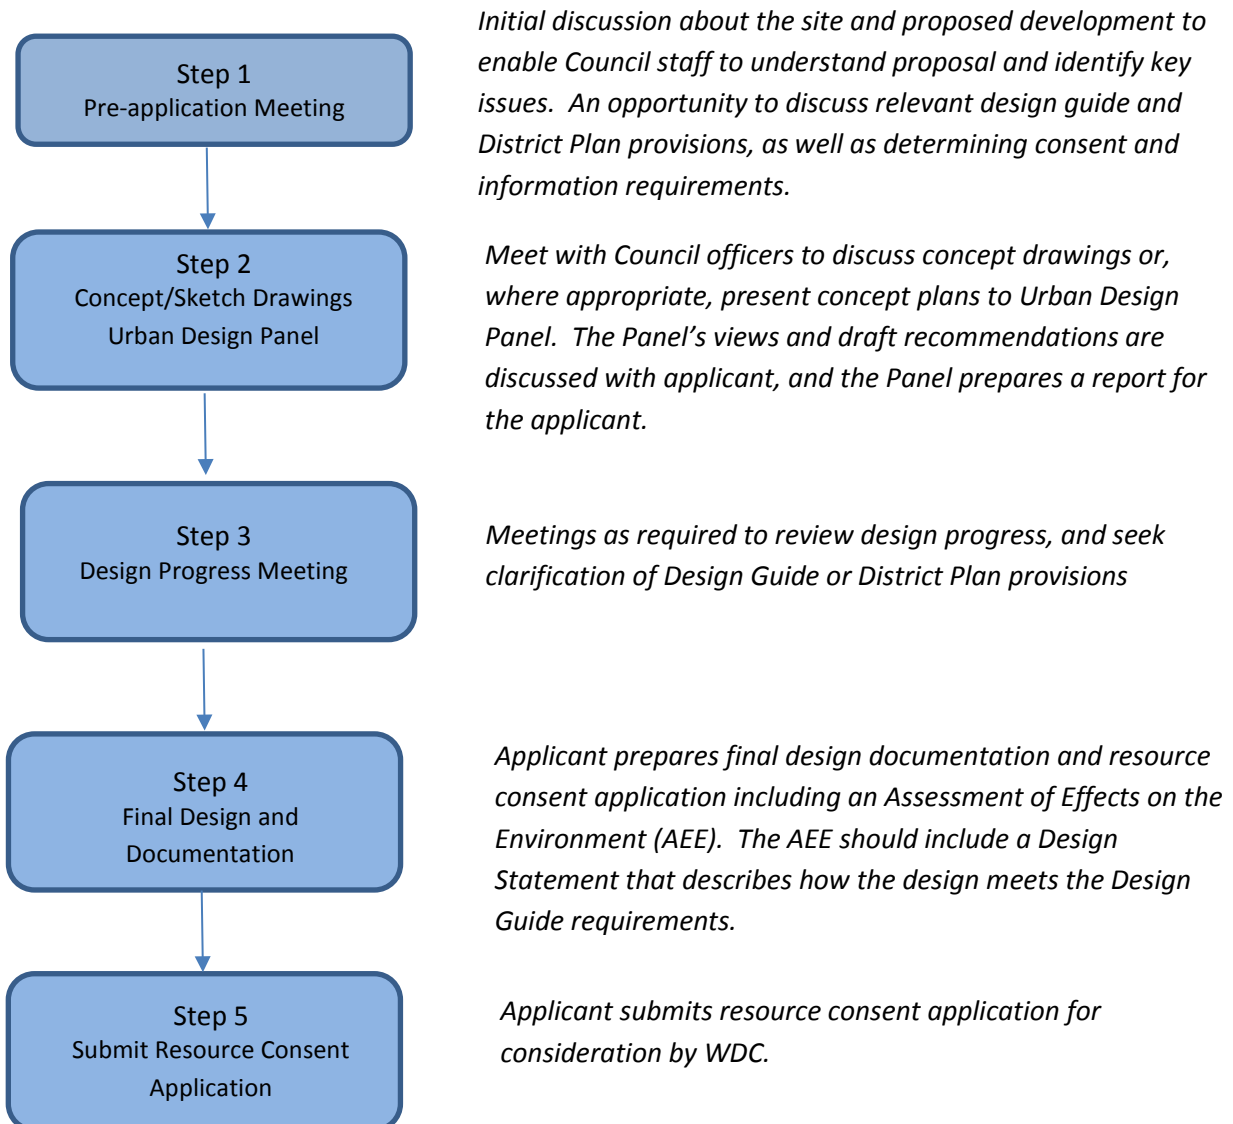 Step 1
Pre-application Meeting
Initial discussion about the site and proposed development to
enable Council staff to understand proposal and identify key
issues.  An opportunity to discuss relevant design guide and
District Plan provisions, as well as determining consent and
information requirements.
Step 2
Concept/Sketch Drawings
Urban Design Panel
Meet with Council officers to discuss concept drawings or,
where appropriate, present concept plans to Urban Design
Panel.  The Panel’s views and draft recommendations are
discussed with applicant, and the Panel prepares a report for
the applicant.
Step 3
Design Progress Meeting
Meetings as required to review design progress, and seek
clarification of Design Guide or District Plan provisions
Step 4
Final Design and
Documentation
Applicant prepares final design documentation and resource
consent application including an Assessment of Effects on the
Environment (AEE).  The AEE should include a Design
Statement that describes how the design meets the Design
Guide requirements.
Step 5
Submit Resource Consent
Application
Applicant submits resource consent application for
consideration by WDC.